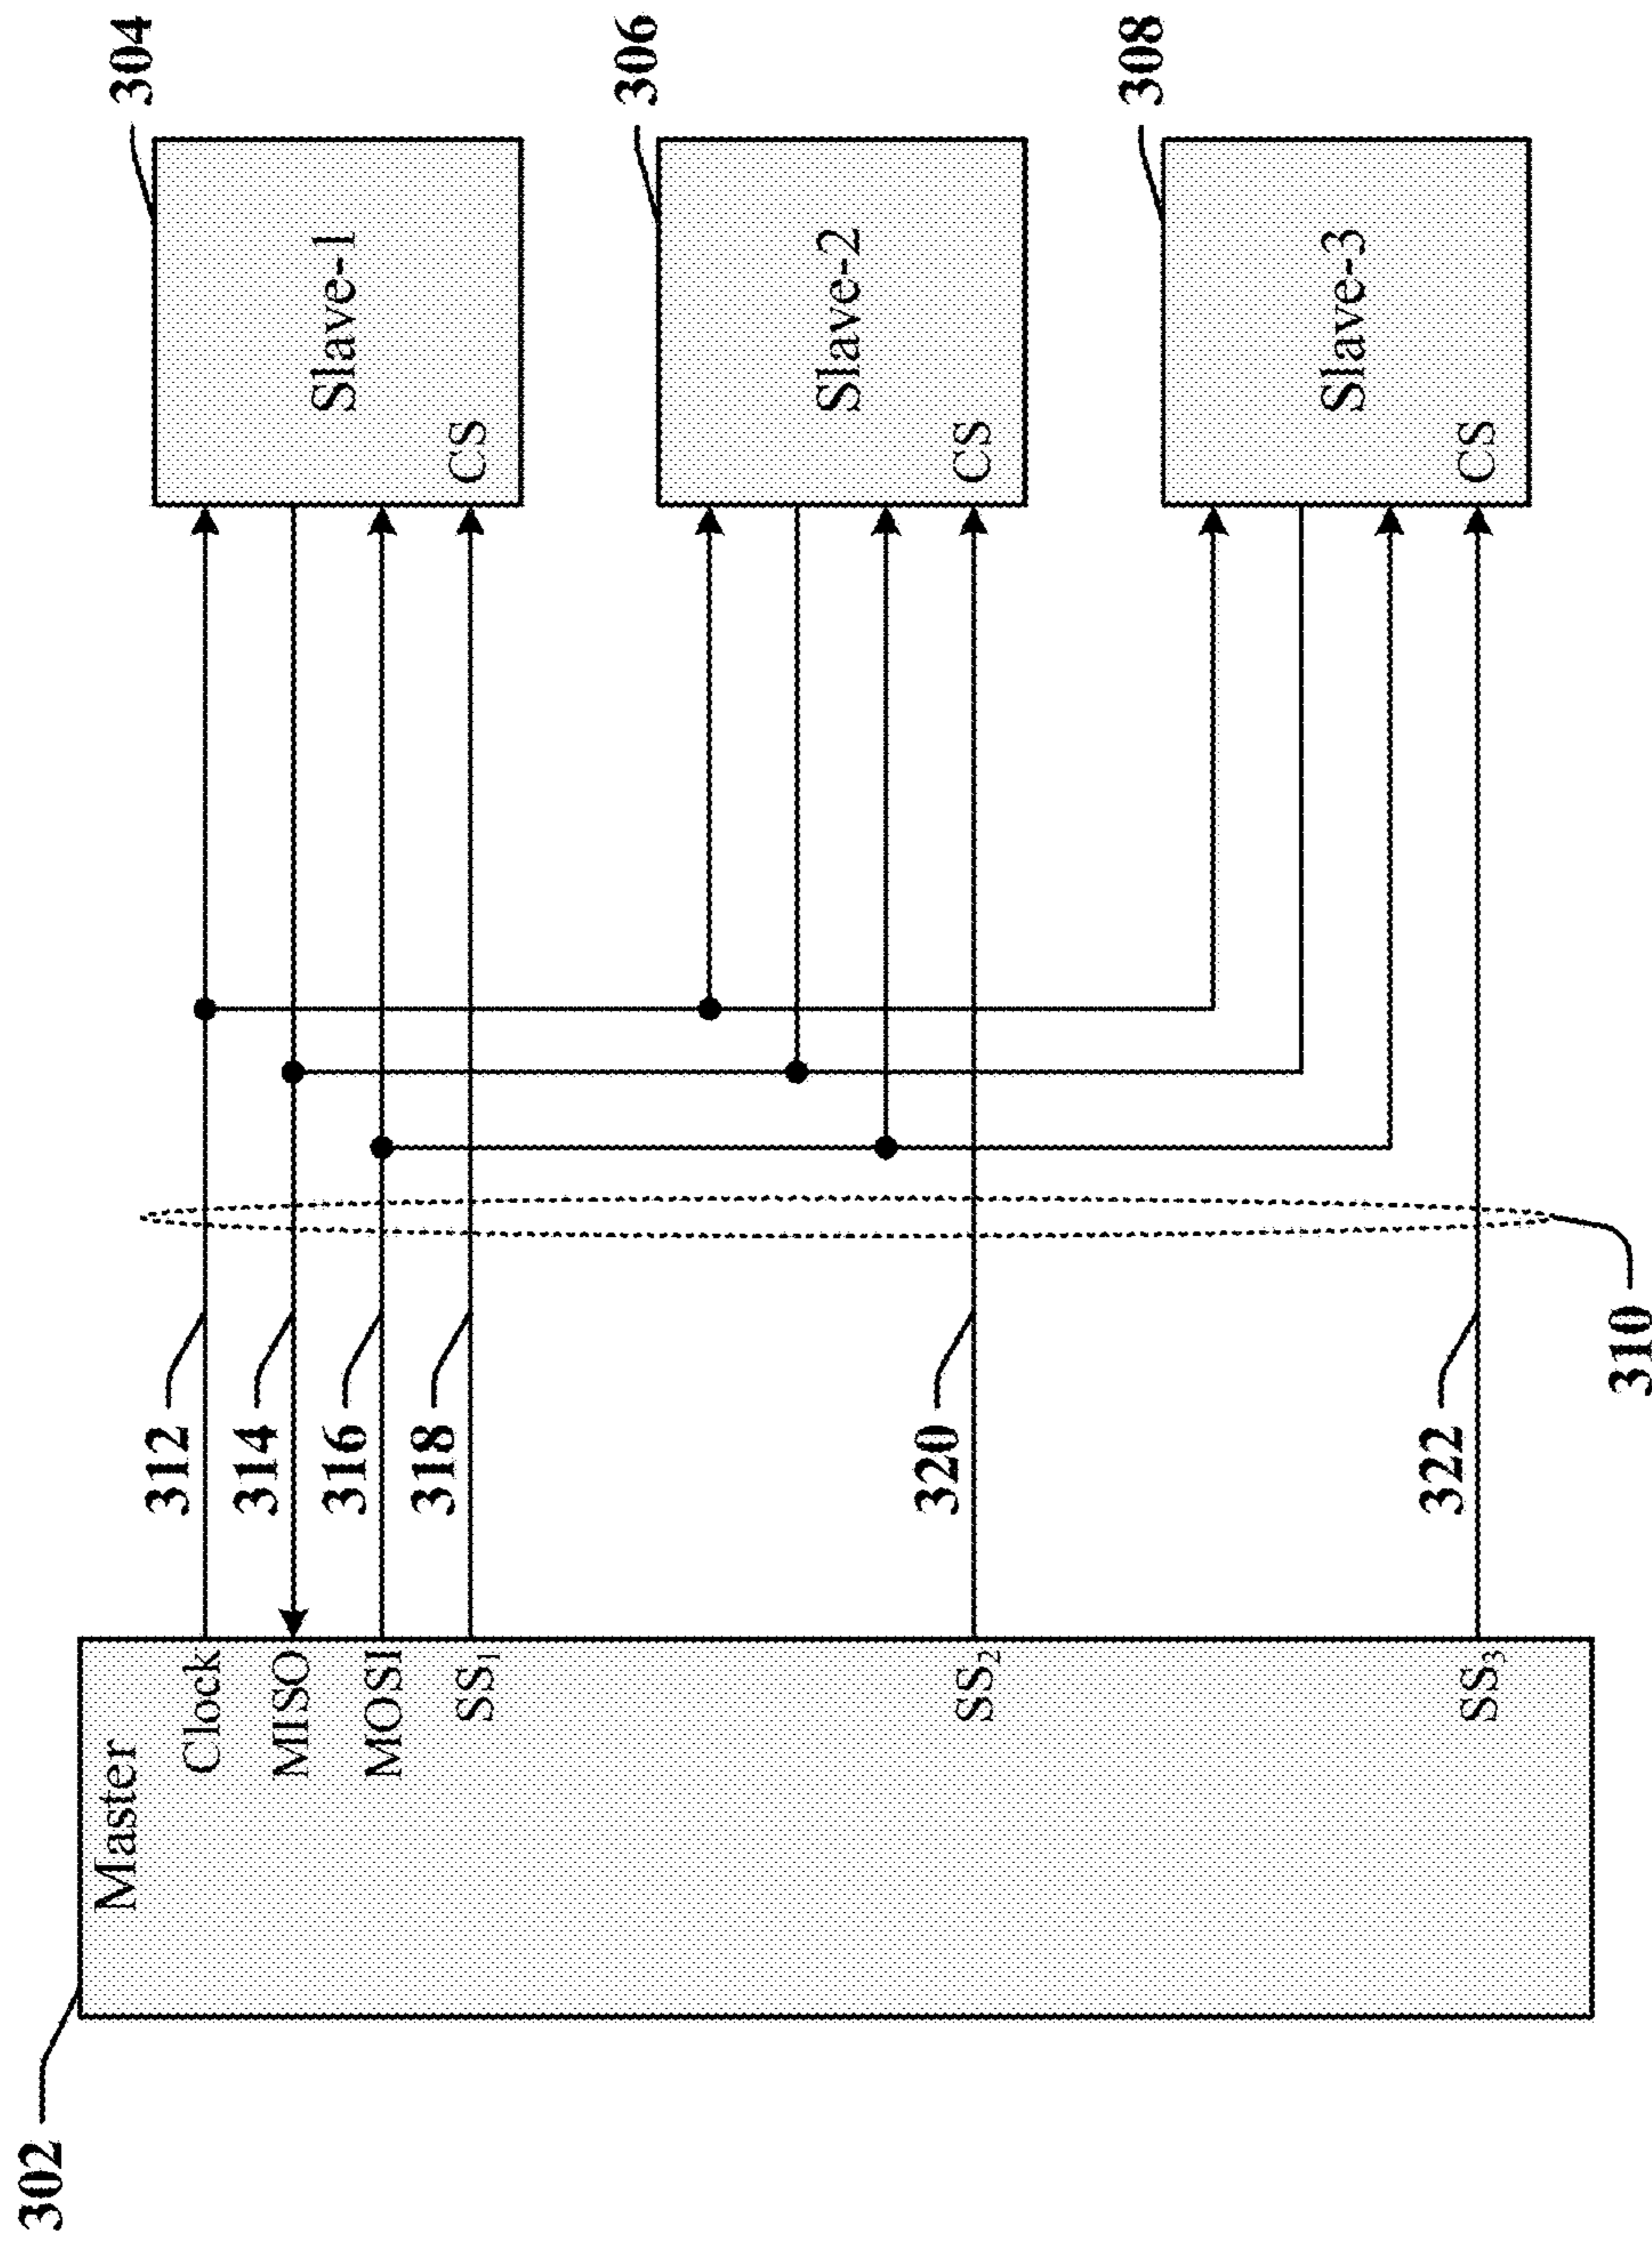 302
Master
Clock
MISO
MOSI
SS₁
SS₂
SS₃
312
314
316
318
320
322
310
304
Slave-1
CS
306
Slave-2
CS
308
Slave-3
CS